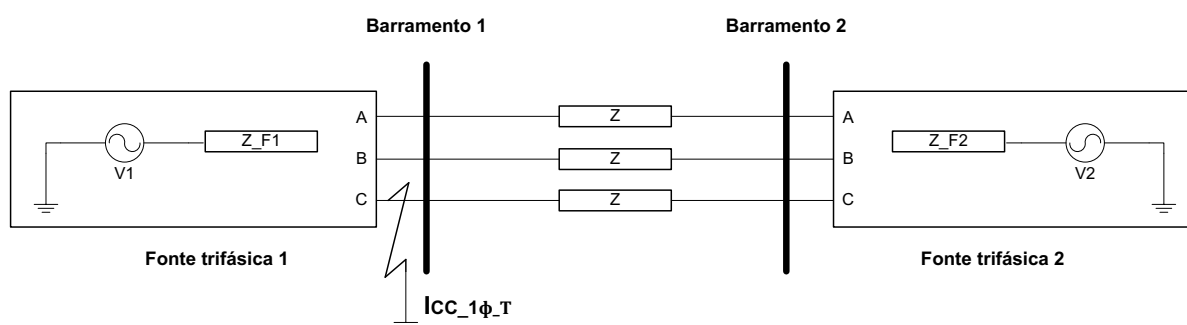 Barramento 1
Barramento 2
A
Z
A
Z_F1
Z_F2
B
Z
B
V1
V2
C
Z
C
Fonte trifásica 1
Fonte trifásica 2
ICC_1ϕ_T